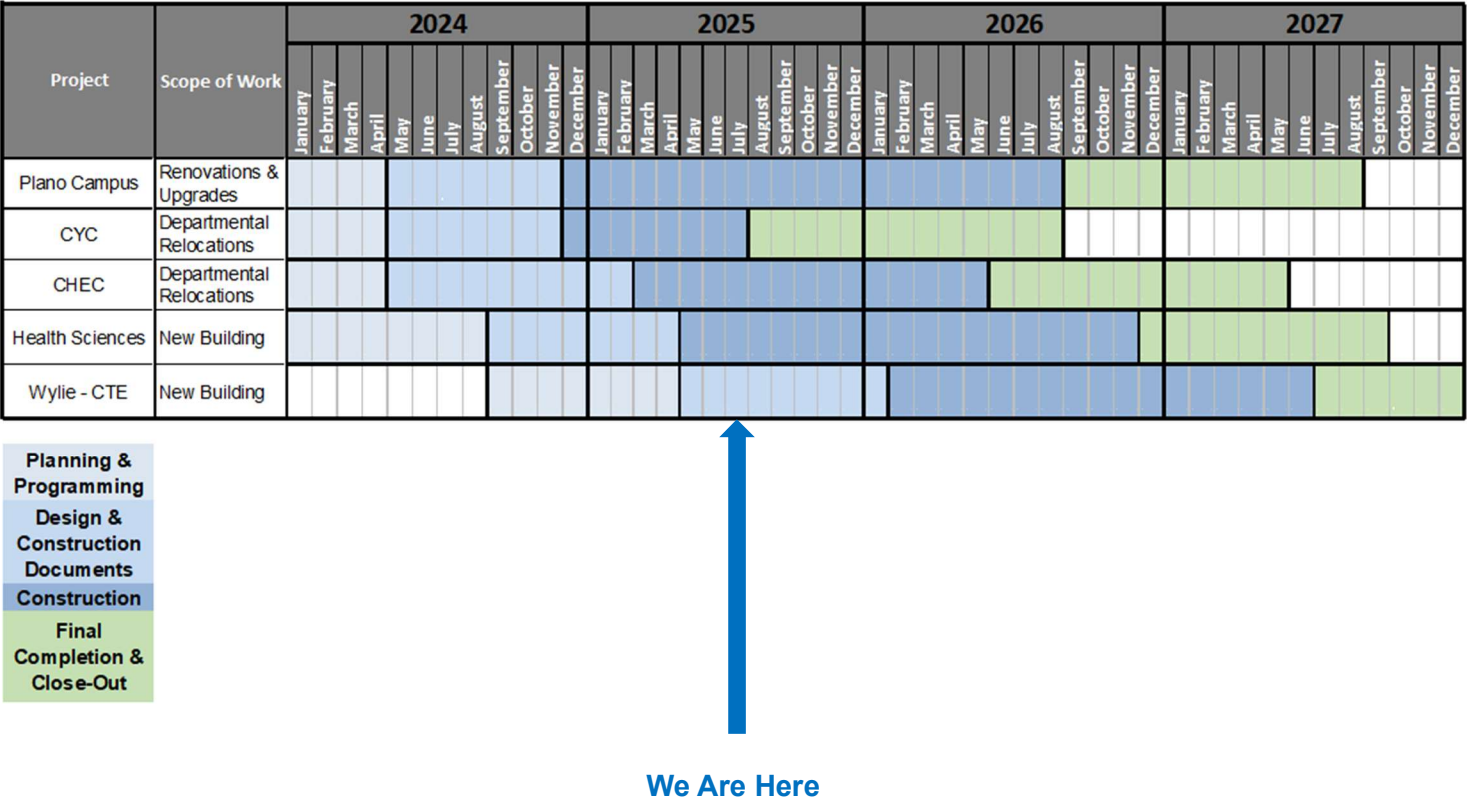 2024 2025 2026 2027
Project Scope of Work January February March April May June July August September October November December January February March April May June July August September October November December January February March April May June July August September October November December January February March April May June July August September October November December
Plano Campus Renovations &
Upgrades
CYC Departmental
Relocations
CHEC Departmental
Relocations
Health Sciences New Building
Wylie - CTE New Building
Planning &
Programming
Design &
Construction
Documents
Construction
Final
Completion &
Close-Out
We Are Here